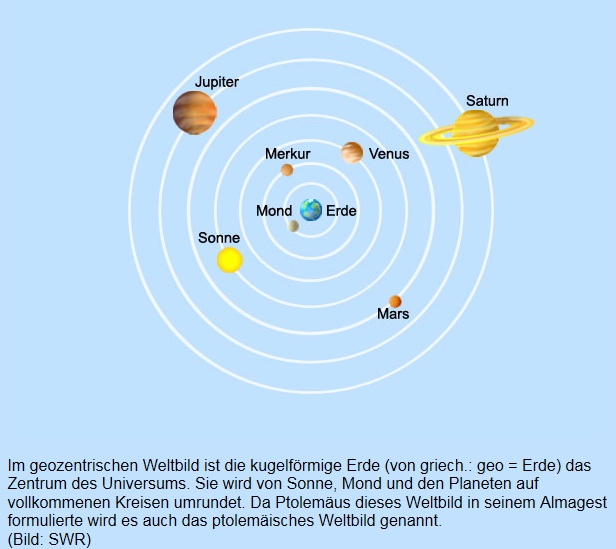 Jupiter
Saturn
Merkur
Venus
Mond
Erde
Sonne
Mars
Im geozentrischen Weltbild ist die kugelförmige Erde (von griech.: geo = Erde) das
Zentrum des Universums. Sie wird von Sonne, Mond und den Planeten auf
vollkommenen Kreisen umrundet. Da Ptolemäus dieses Weltbild in seinem Almagest
formulierte wird es auch das ptolemäisches Weltbild genannt.
(Bild: SWR)